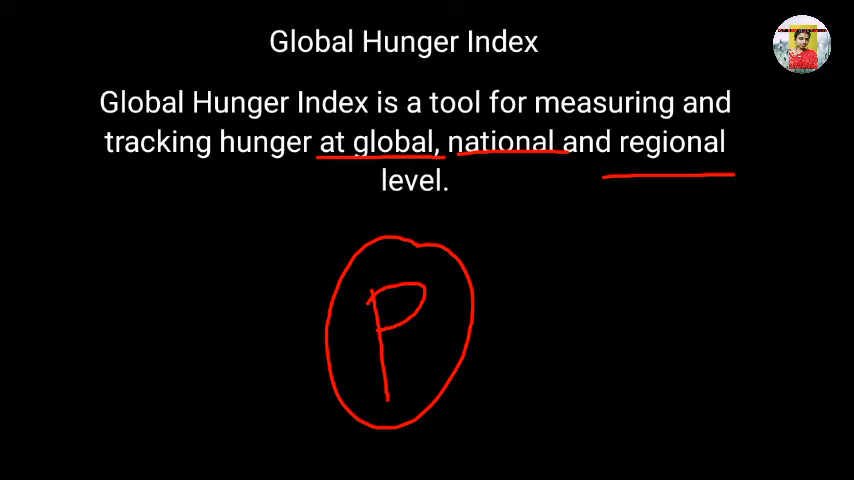 Global Hunger Index
Global Hunger Index is a tool for measuring and
tracking hunger at global, national and regional
level.
P